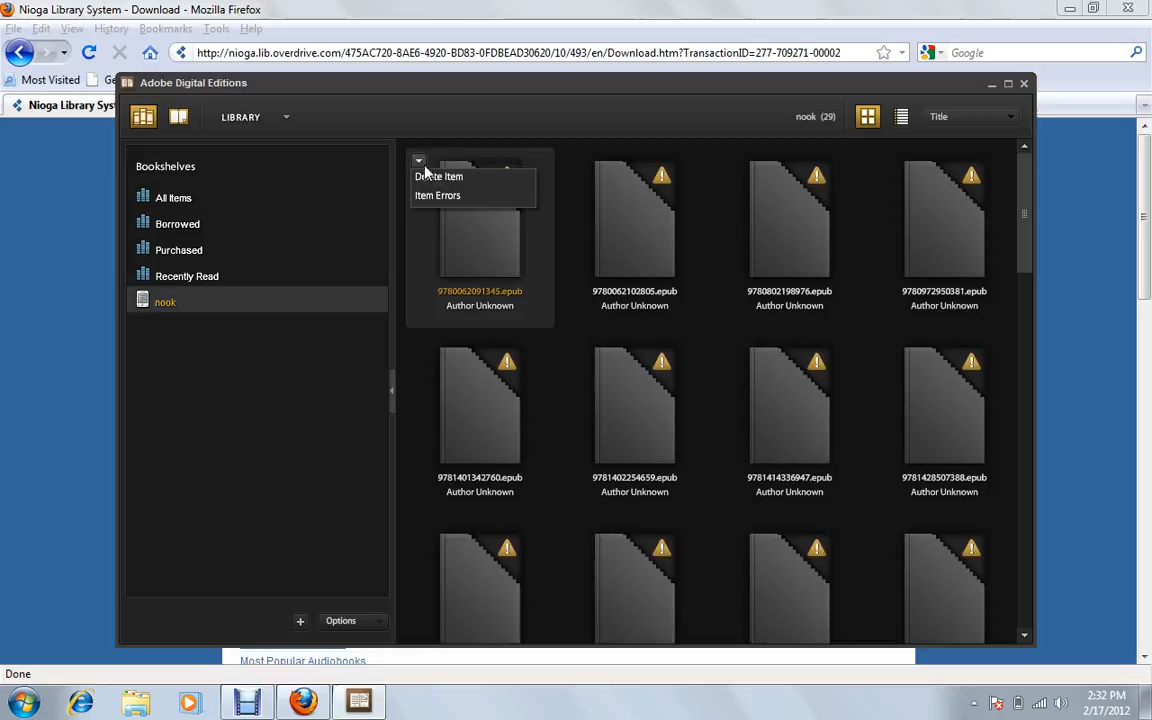 Nioga Library System - Download - Mozilla Firefox
File Edit View History Bookmarks Tools Help
http://nioga.lib.overdrive.com/475AC720-8AE6-4920-BD83-0FDBEAD30620/10/493/en/Download.htm?TransactionID=277-709271-00002
Google
Most Visited
Ge
Nioga Library Sys
Adobe Digital Editions
LIBRARY
nook (29)
Title
Bookshelves
All Items
Borrowed
Purchased
Recently Read
nook
Delete Item
Item Errors
9780062091345.epub
Author Unknown
9780062102805.epub
Author Unknown
9780802198976.epub
Author Unknown
9780972950381.epub
Author Unknown
9781401342760.epub
Author Unknown
9781402254659.epub
Author Unknown
9781414336947.epub
Author Unknown
9781428507388.epub
Author Unknown
Options
Most Popular Audiobooks
Done
2:32 PM
2/17/2012